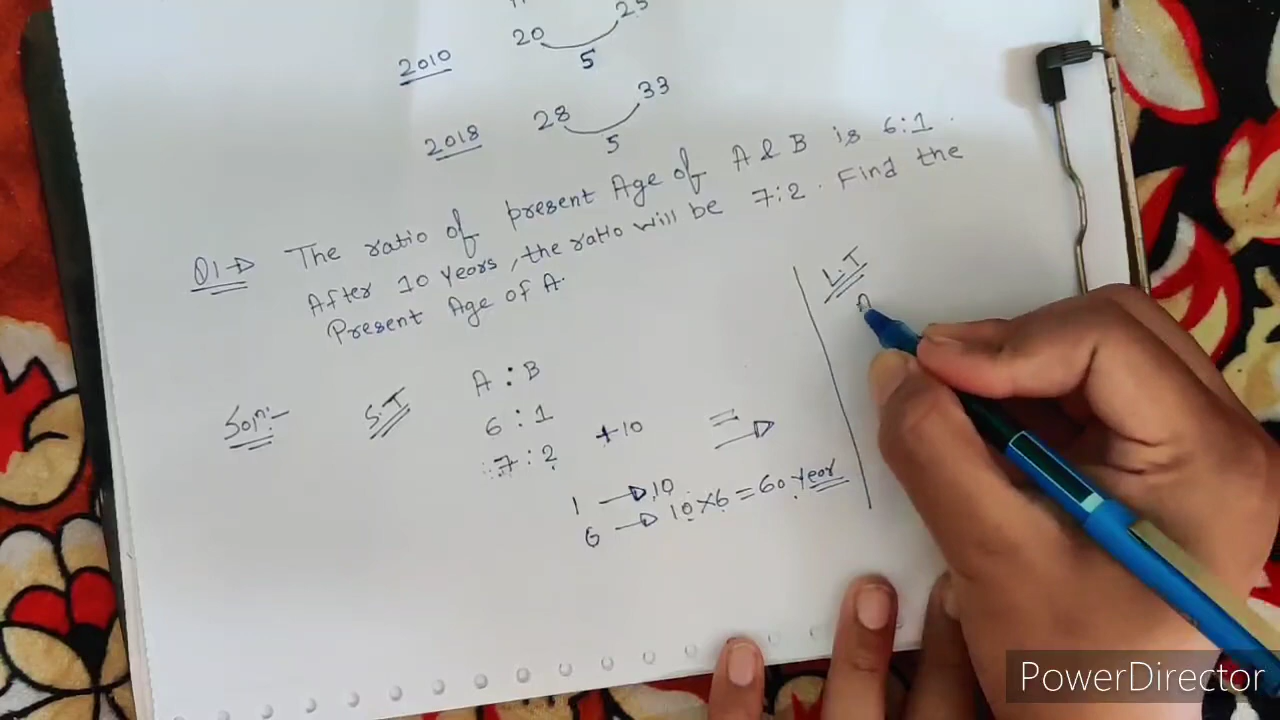 20 25
2010 5
28 33
2018 5
Q1→ The ratio of present Age of A & B is 6:1.
After 10 Years, the ratio will be 7:2. Find the
Present Age of A.
L.T
A
Soln:- S.T A : B
6 : 1
7 : 2 +10 =
1 → 10
6 → 10×6=60 year
PowerDirector